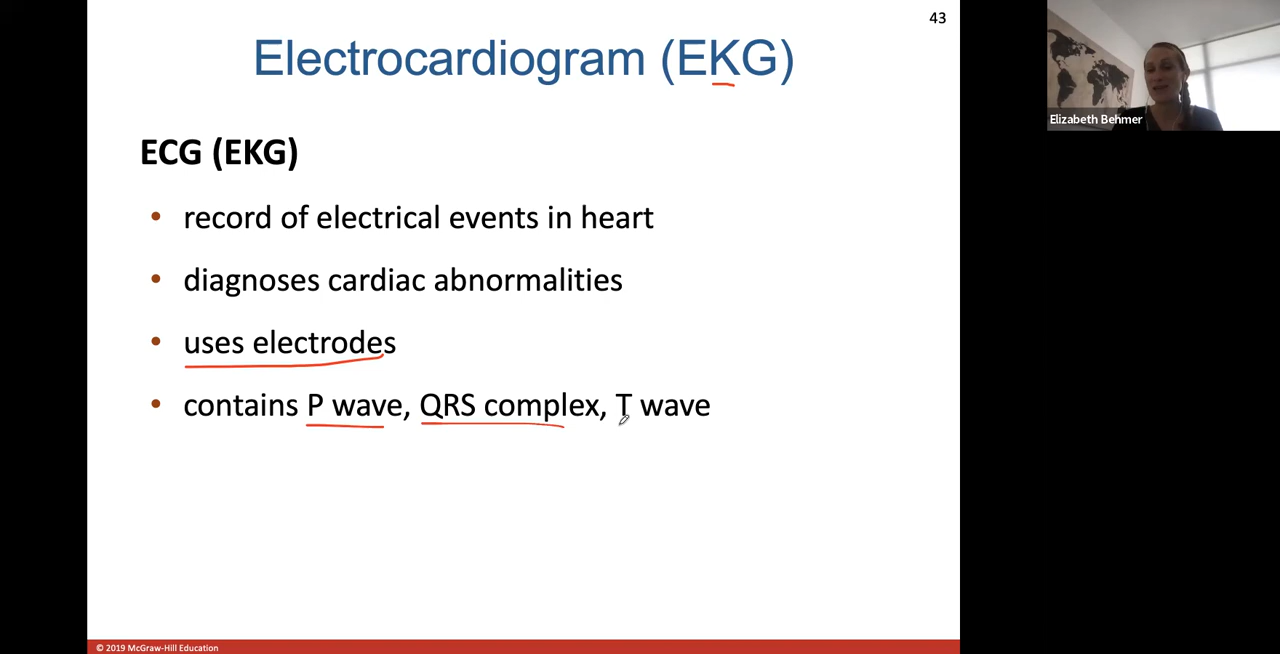 43
Electrocardiogram (EKG)
Elizabeth Behmer
ECG (EKG)
• record of electrical events in heart
• diagnoses cardiac abnormalities
• uses electrodes
• contains P wave, QRS complex, T wave
© 2019 McGraw-Hill Education